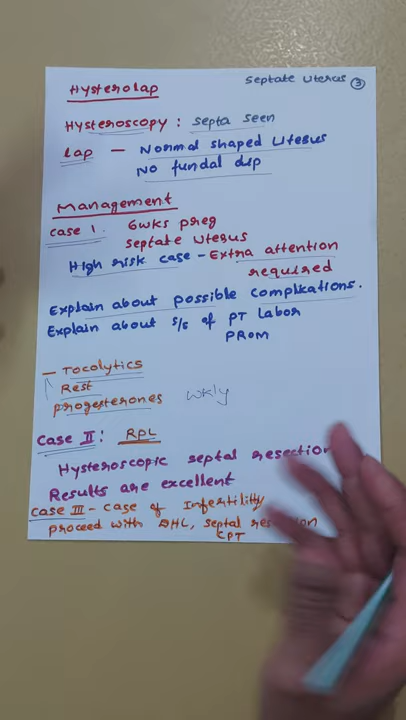 Septate Uterus ③
Hysterolap
Hysteroscopy : septa seen
Lap — Normal shaped Uterus
No fundal dip
Management
Case 1. 6wks preg
septate uterus
High risk case - Extra attention
required
Explain about possible complications.
Explain about s/s of PT Labor
PROM
— Tocolytics
Rest
progesterones wkly
Case II : RPL
Hysteroscopic septal resection
Results are excellent
Case III - Case of Infertility
proceed with DHL, septal resection
CPT